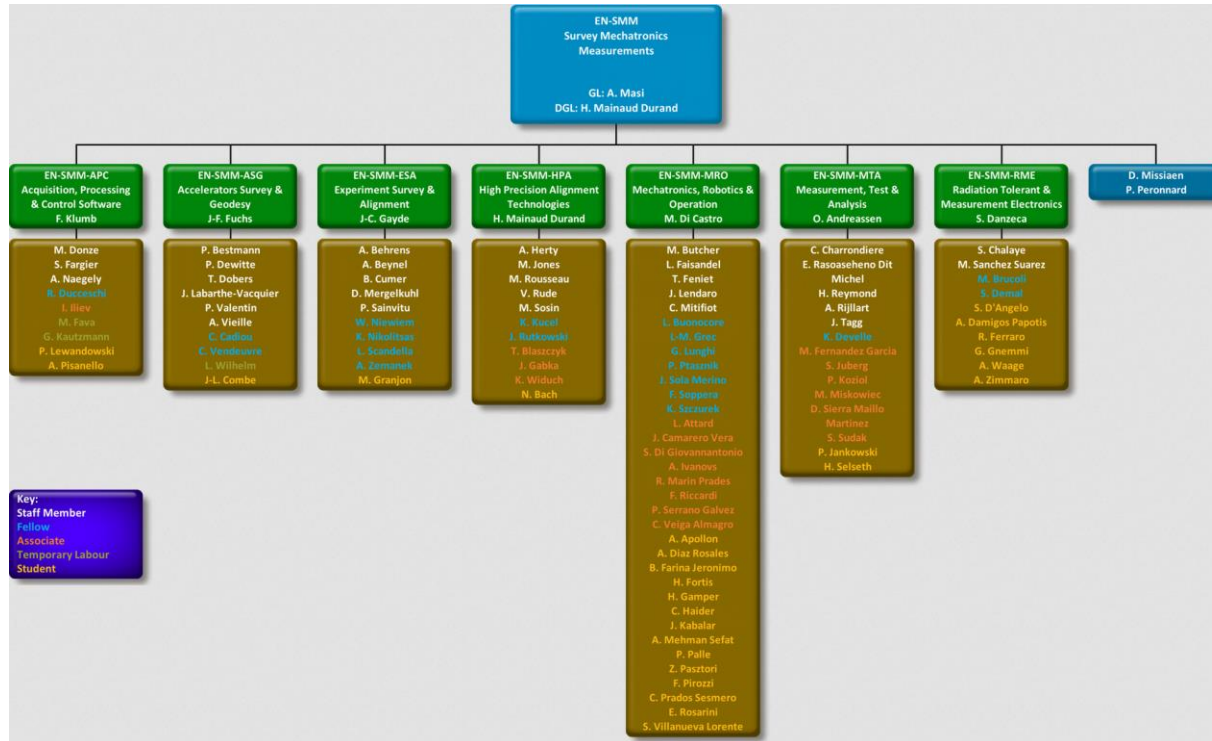 EN-SMM
Survey Mechatronics
Measurements
GL: A. Masi
DGL: H. Mainaud Durand
EN-SMM-APC
Acquisition, Processing
& Control Software
F. Klumb
M. Donze
S. Fargier
A. Naegely
R. Ducceschi
I. Iliev
M. Fava
G. Kautzmann
P. Lewandowski
A. Pisanello
EN-SMM-ASG
Accelerators Survey &
Geodesy
J-F. Fuchs
P. Bestmann
P. Dewitte
T. Dobers
J. Labarthe-Vacquier
P. Valentin
A. Vieille
C. Cadiou
C. Vendeuvre
L. Wilhelm
J-L. Combe
EN-SMM-ESA
Experiment Survey &
Alignment
J-C. Gayde
A. Behrens
A. Beynel
B. Cumer
D. Mergelkuhl
P. Sainvitu
W. Niewiem
K. Nikolitsas
L. Scandella
A. Zemanek
M. Granjon
EN-SMM-HPA
High Precision Alignment
Technologies
H. Mainaud Durand
A. Herty
M. Jones
M. Rousseau
V. Rude
M. Sosin
K. Kucel
J. Rutkowski
T. Blaszczyk
J. Gabka
K. Widuch
N. Bach
EN-SMM-MRO
Mechatronics, Robotics &
Operation
M. Di Castro
M. Butcher
L. Faisandel
T. Feniet
J. Lendaro
C. Mitifiot
L. Buonocore
L-M. Grec
G. Lunghi
P. Ptasznik
J. Sola Merino
F. Soppera
K. Szczurek
L. Attard
J. Camarero Vera
S. Di Giovannantonio
A. Ivanovs
R. Marin Prades
F. Riccardi
P. Serrano Galvez
C. Veiga Almagro
A. Apollon
A. Diaz Rosales
B. Farina Jeronimo
H. Fortis
H. Gamper
C. Haider
J. Kabalar
A. Mehman Sefat
P. Palle
Z. Pasztori
F. Pirozzi
C. Prados Sesmero
E. Rosarini
S. Villanueva Lorente
EN-SMM-MTA
Measurement, Test &
Analysis
O. Andreassen
C. Charrondiere
E. Rasoaseheno Dit
Michel
H. Reymond
A. Rijllart
J. Tagg
K. Develle
M. Fernandez Garcia
S. Juberg
P. Koziol
M. Miskowiec
D. Sierra Maillo
Martinez
S. Sudak
P. Jankowski
H. Selseth
EN-SMM-RME
Radiation Tolerant &
Measurement Electronics
S. Danzeca
S. Chalaye
M. Sanchez Suarez
M. Brucoli
S. Demal
S. D'Angelo
A. Damigos Papotis
R. Ferraro
G. Gnemmi
A. Waage
A. Zimmaro
D. Missiaen
P. Peronnard
Key:
Staff Member
Fellow
Associate
Temporary Labour
Student